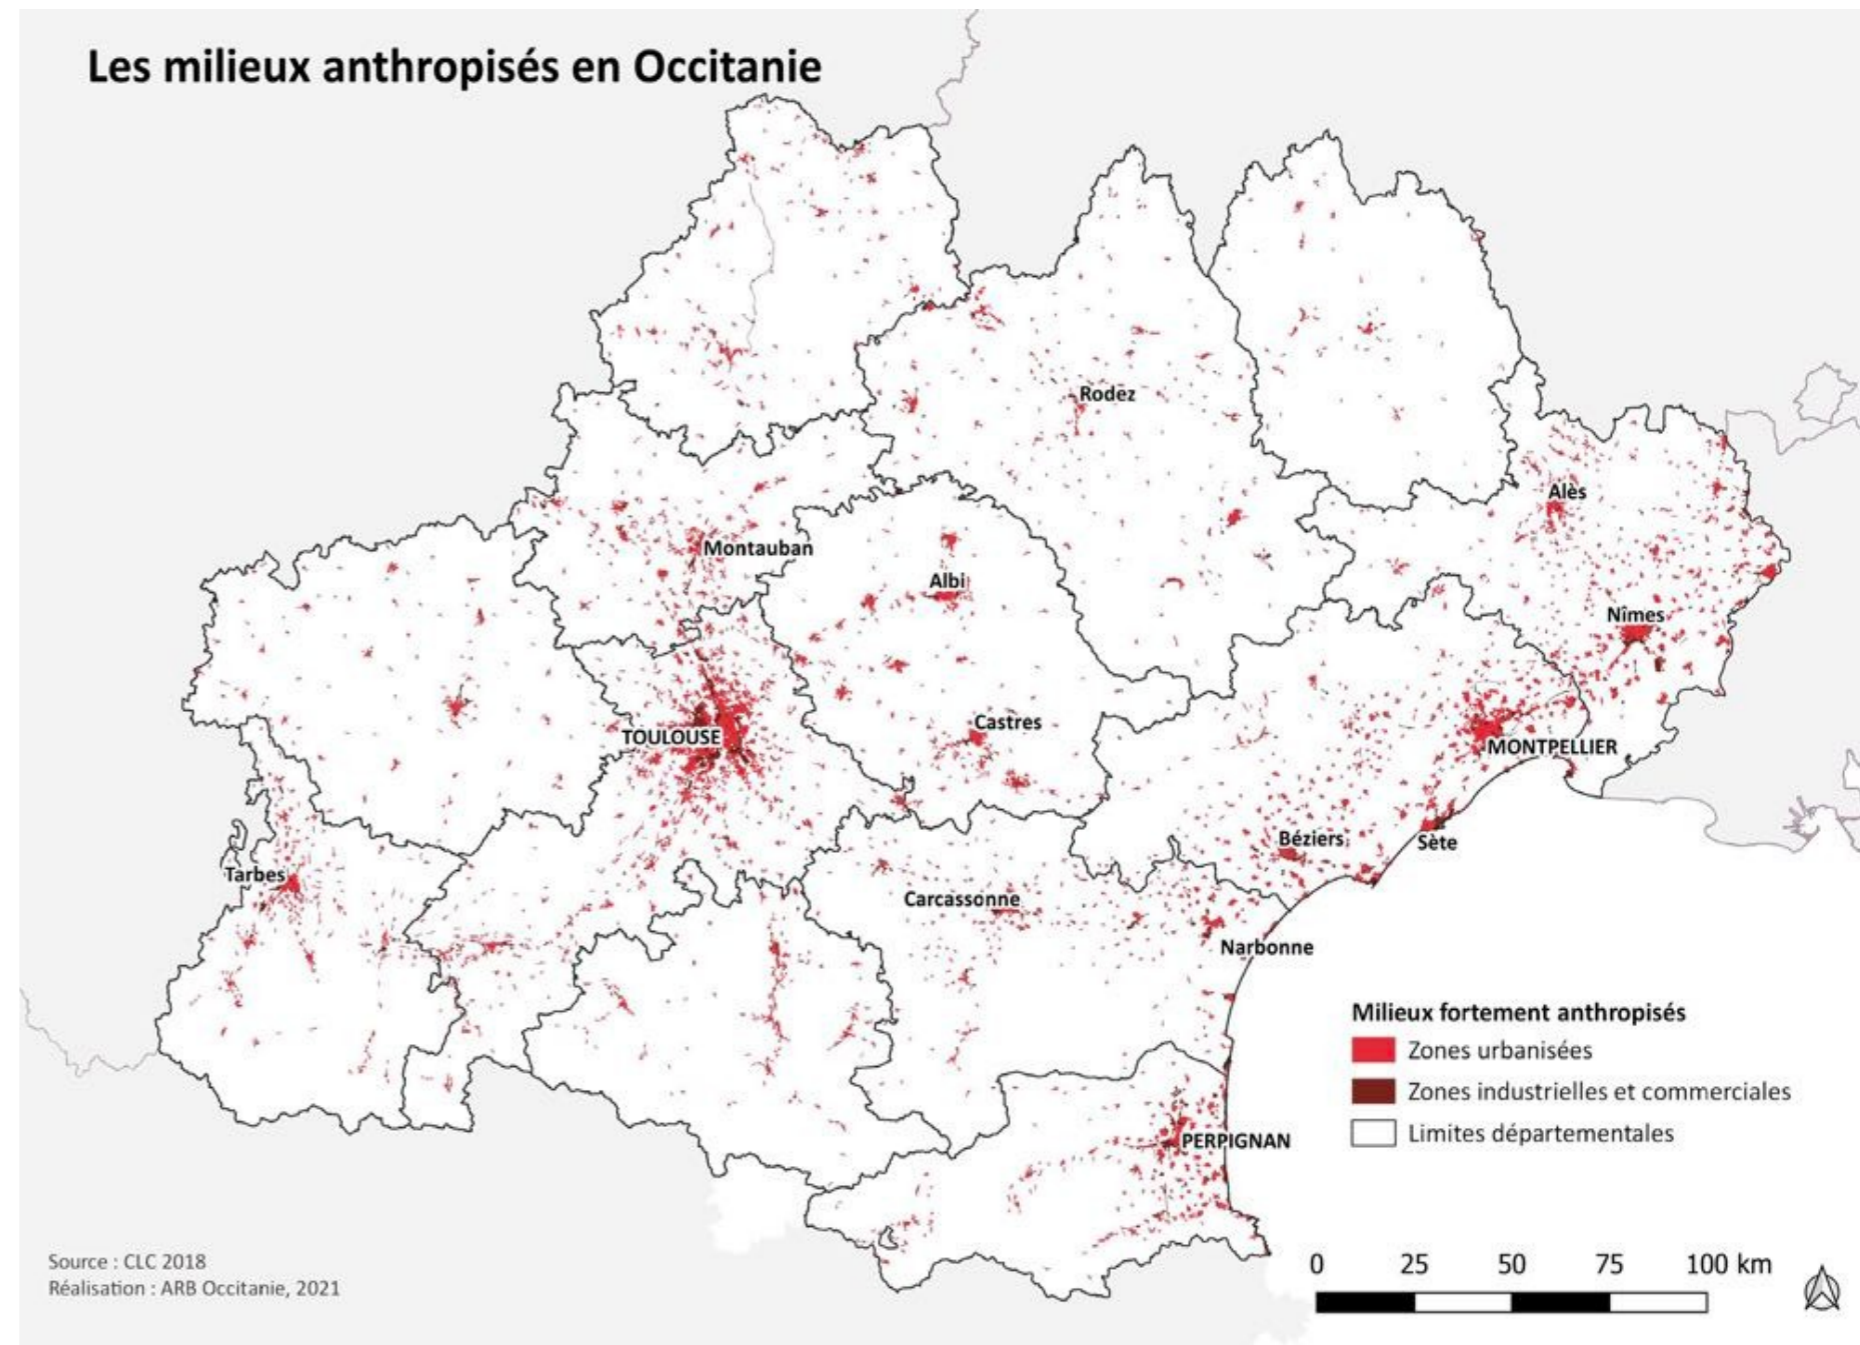 Les milieux anthropisés en Occitanie
Rodez
Alès
Montauban
Albi
Nîmes
Castres
TOULOUSE
MONTPELLIER
Béziers
Sète
Tarbes
Carcassonne
Narbonne
Milieux fortement anthropisés
Zones urbanisées
Zones industrielles et commerciales
Limites départementales
PERPIGNAN
Source : CLC 2018
Réalisation : ARB Occitanie, 2021
0 25 50 75 100 km